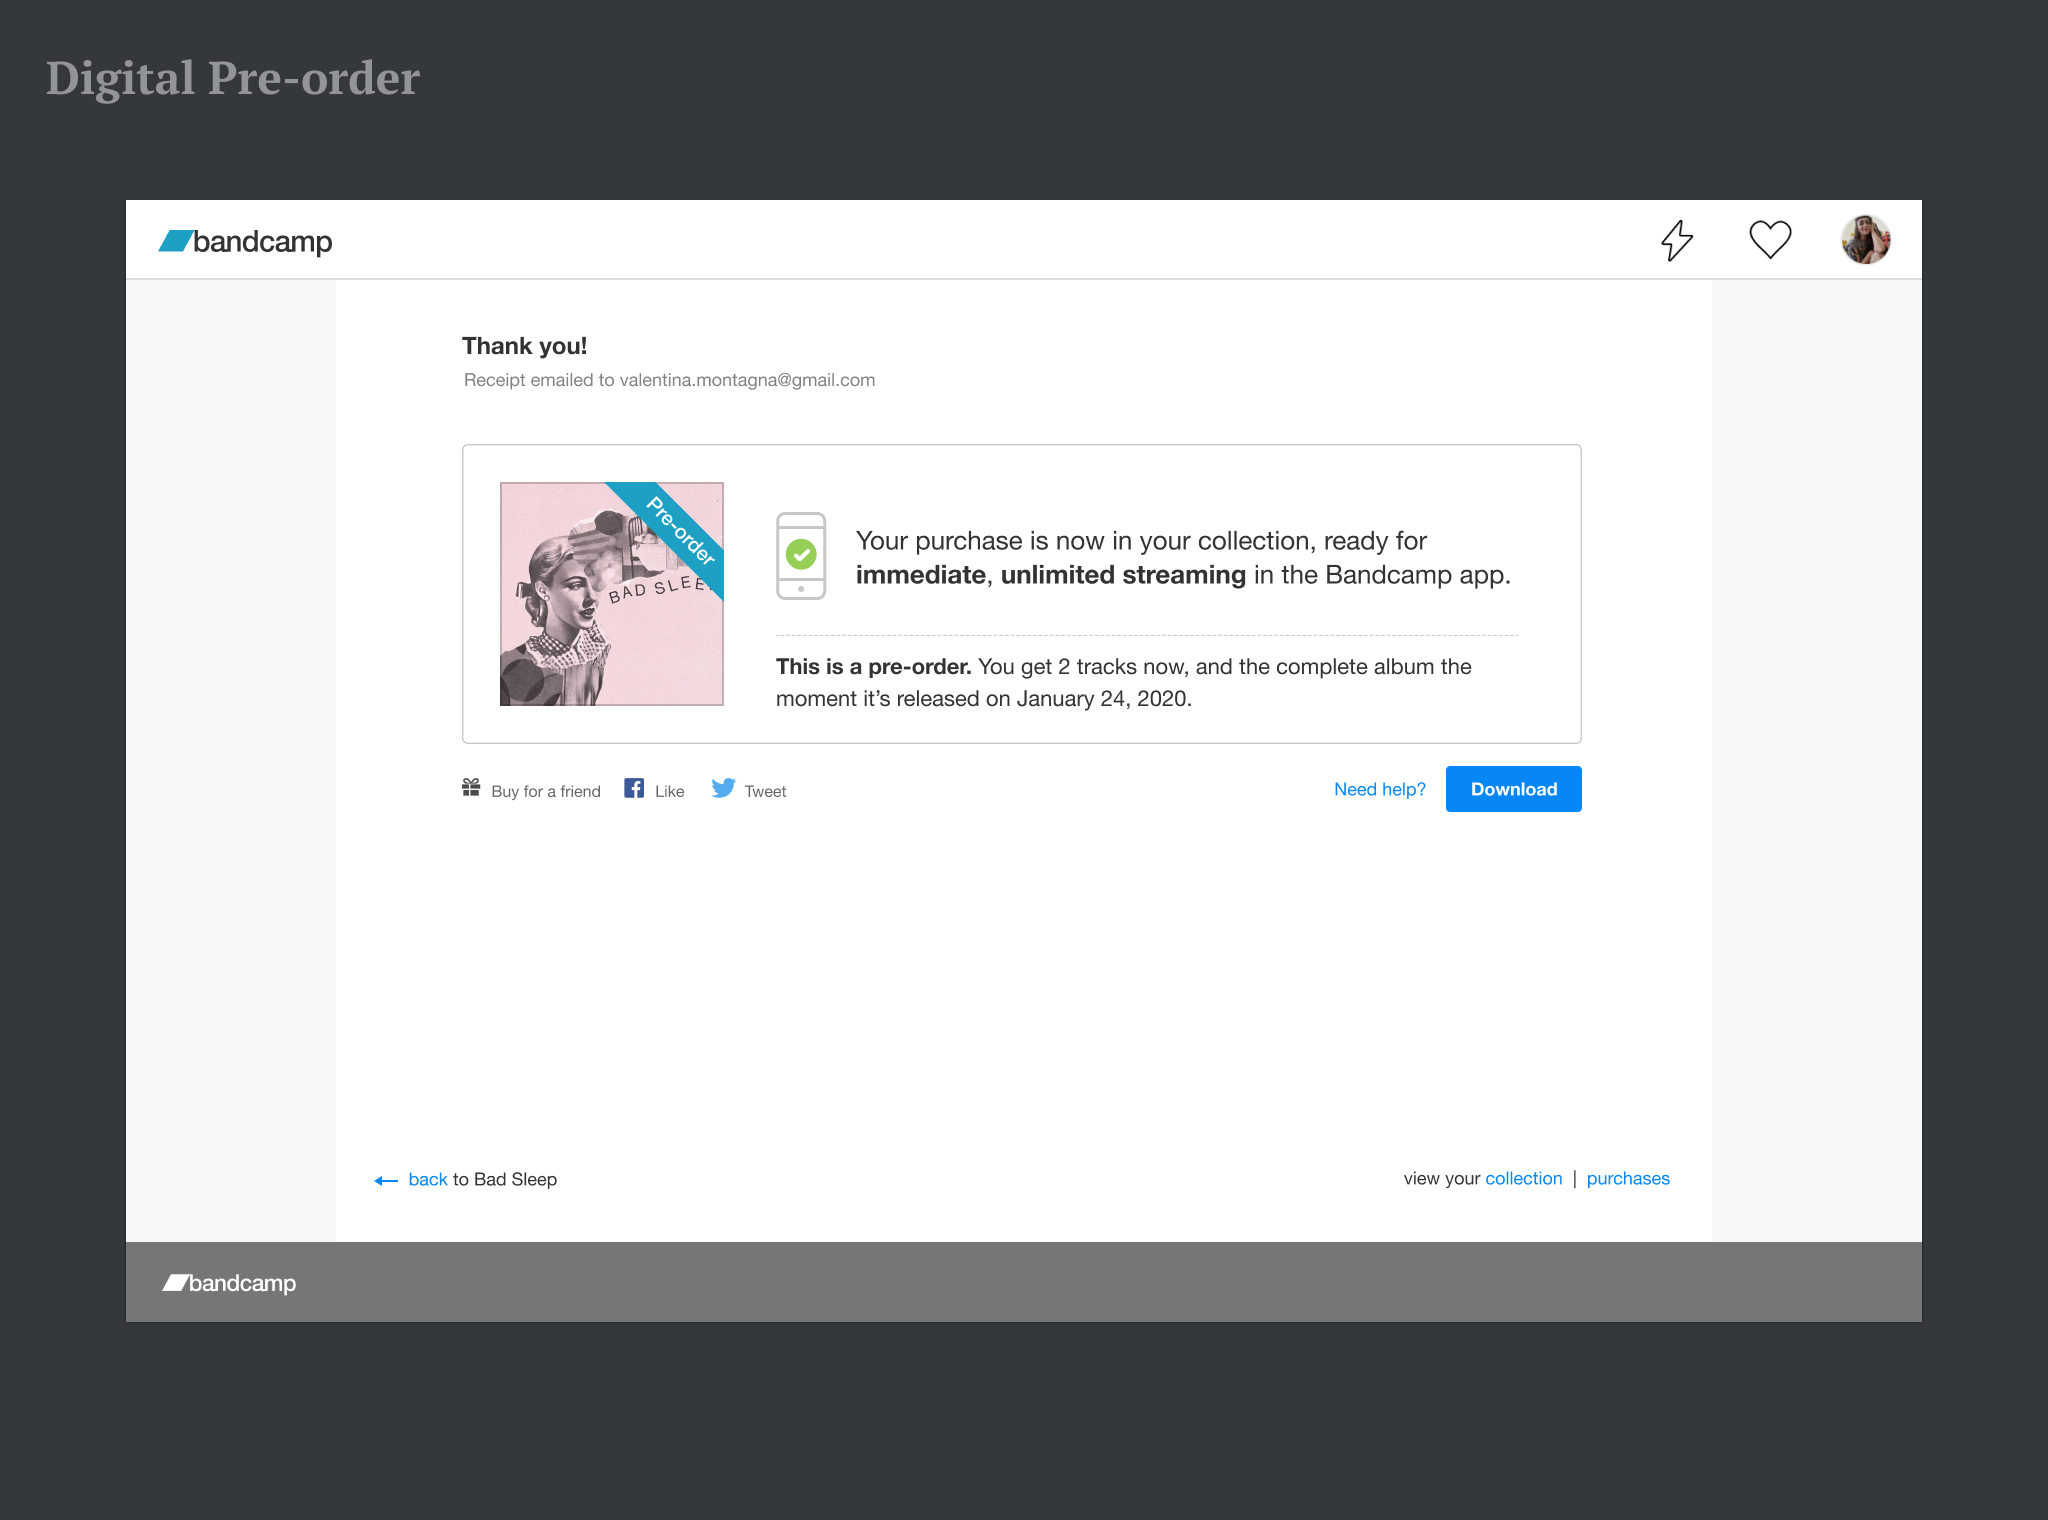 Digital Pre-order
bandcamp
Thank you!
Receipt emailed to valentina.montagna@gmail.com
Pre-order
BAD SLEE
Your purchase is now in your collection, ready for
immediate, unlimited streaming in the Bandcamp app.
This is a pre-order. You get 2 tracks now, and the complete album the
moment it’s released on January 24, 2020.
Buy for a friend Like Tweet
Need help? Download
back to Bad Sleep
view your collection | purchases
bandcamp